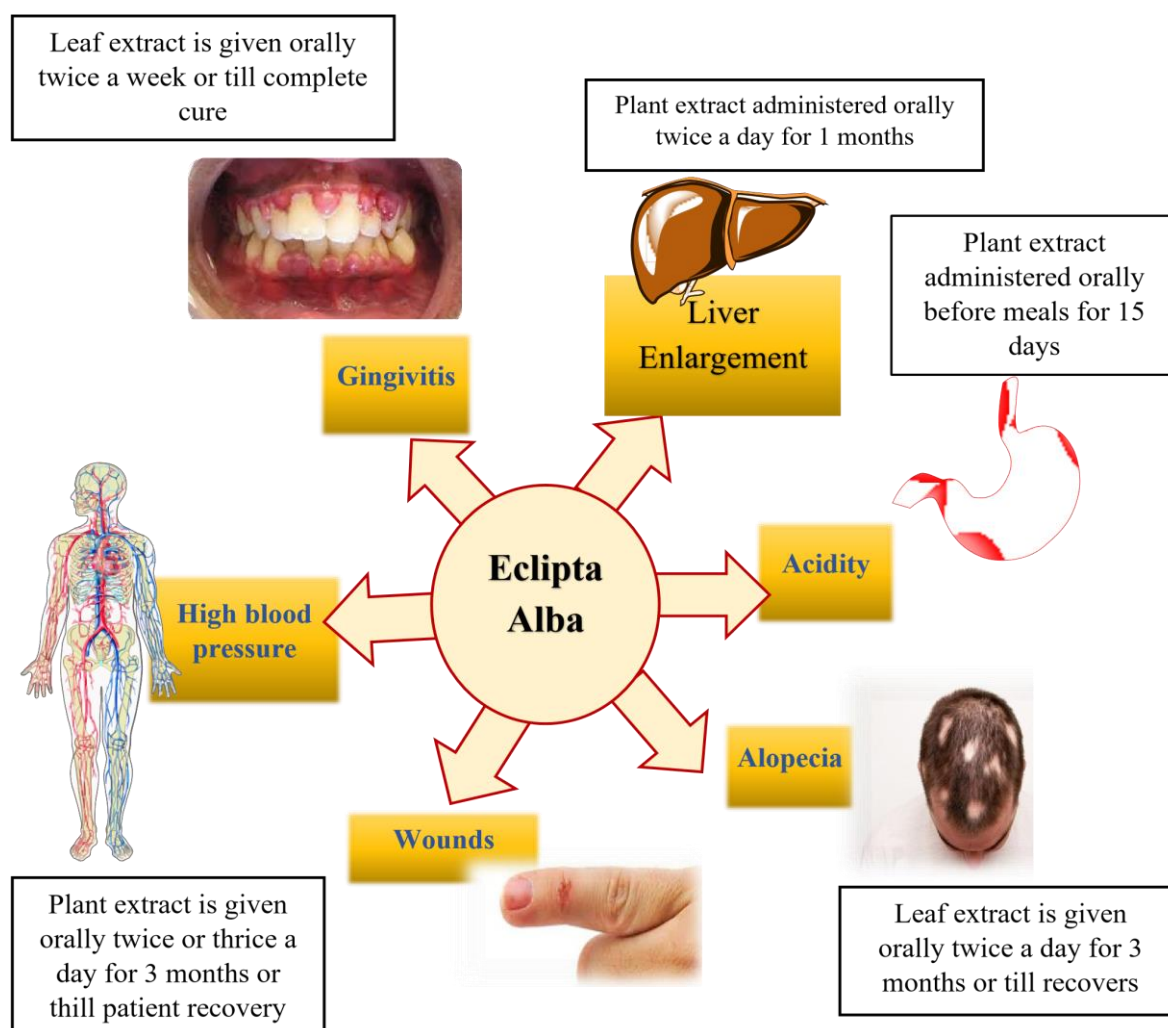 Leaf extract is given orally
twice a week or till complete
cure
Plant extract administered orally
twice a day for 1 months
Plant extract
administered orally
before meals for 15
days
Liver
Enlargement
Gingivitis
Eclipta
Alba
Acidity
High blood
pressure
Alopecia
Wounds
Plant extract is given
orally twice or thrice a
day for 3 months or
thill patient recovery
Leaf extract is given
orally twice a day for 3
months or till recovers